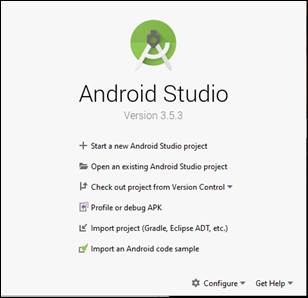 Android Studio
Version 3.5.3
Start a new Android Studio project
Open an existing Android Studio project
Check out project from Version Control
Profile or debug APK
Import project (Gradle, Eclipse ADT, etc.)
Import an Android code sample
Configure Get Help